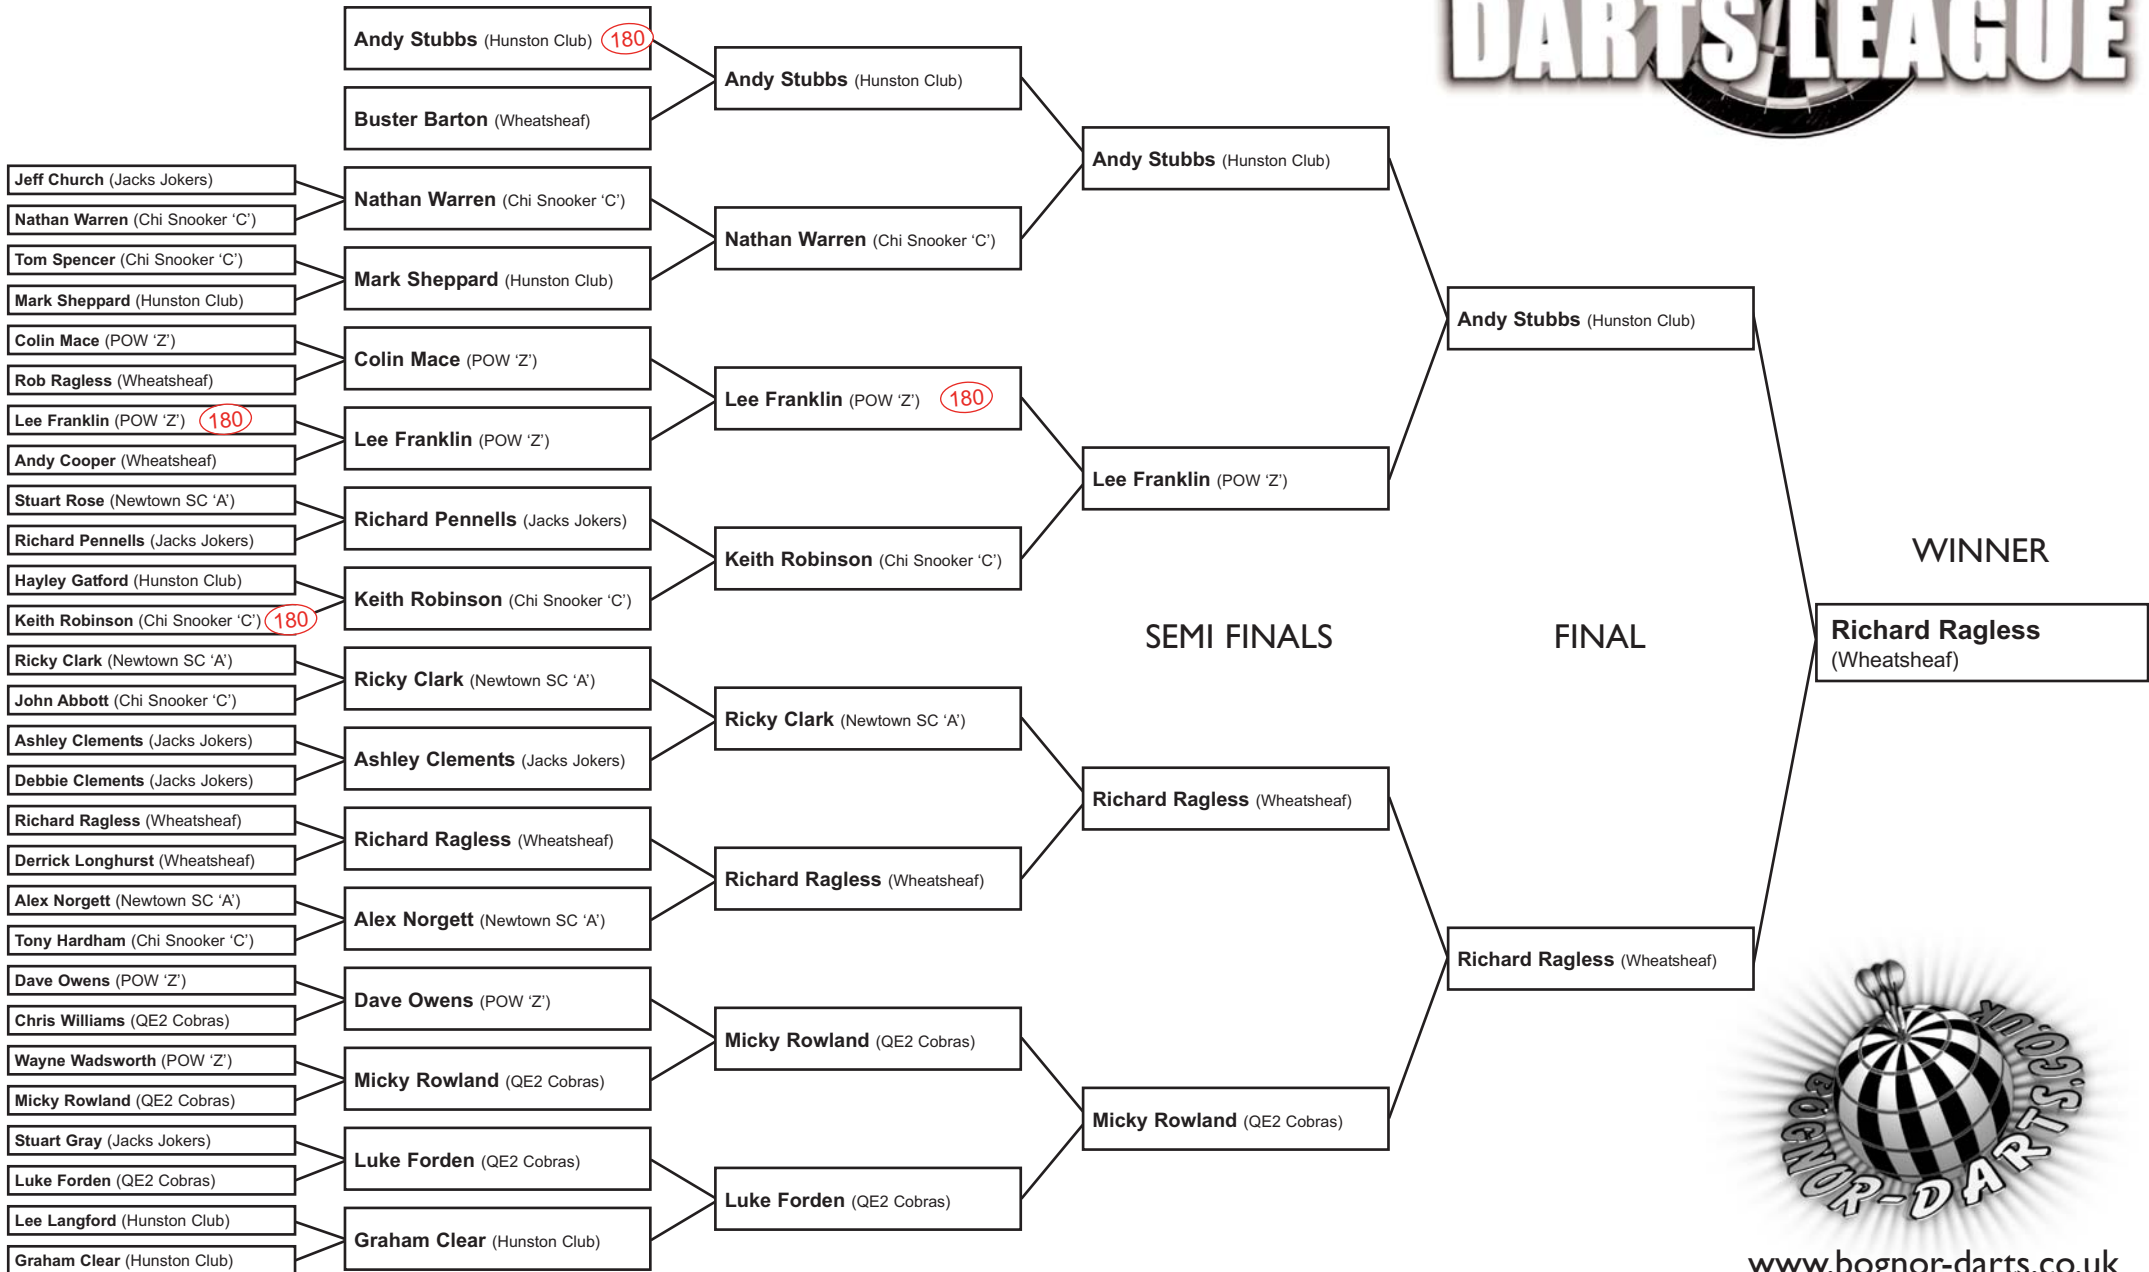 DARTS LEAGUE
Jeff Church (Jacks Jokers)
Nathan Warren (Chi Snooker ‘C’)
Tom Spencer (Chi Snooker ‘C’)
Mark Sheppard (Hunston Club)
Colin Mace (POW ‘Z’)
Rob Ragless (Wheatsheaf)
Lee Franklin (POW ‘Z’) 180
Andy Cooper (Wheatsheaf)
Stuart Rose (Newtown SC ‘A’)
Richard Pennells (Jacks Jokers)
Hayley Gatford (Hunston Club)
Keith Robinson (Chi Snooker ‘C’) 180
Ricky Clark (Newtown SC ‘A’)
John Abbott (Chi Snooker ‘C’)
Ashley Clements (Jacks Jokers)
Debbie Clements (Jacks Jokers)
Richard Ragless (Wheatsheaf)
Derrick Longhurst (Wheatsheaf)
Alex Norgett (Newtown SC ‘A’)
Tony Hardham (Chi Snooker ‘C’)
Dave Owens (POW ‘Z’)
Chris Williams (QE2 Cobras)
Wayne Wadsworth (POW ‘Z’)
Micky Rowland (QE2 Cobras)
Stuart Gray (Jacks Jokers)
Luke Forden (QE2 Cobras)
Lee Langford (Hunston Club)
Graham Clear (Hunston Club)
Andy Stubbs (Hunston Club) 180
Buster Barton (Wheatsheaf)
Nathan Warren (Chi Snooker ‘C’)
Mark Sheppard (Hunston Club)
Colin Mace (POW ‘Z’)
Lee Franklin (POW ‘Z’)
Richard Pennells (Jacks Jokers)
Keith Robinson (Chi Snooker ‘C’)
Ricky Clark (Newtown SC ‘A’)
Ashley Clements (Jacks Jokers)
Richard Ragless (Wheatsheaf)
Alex Norgett (Newtown SC ‘A’)
Dave Owens (POW ‘Z’)
Micky Rowland (QE2 Cobras)
Luke Forden (QE2 Cobras)
Graham Clear (Hunston Club)
Andy Stubbs (Hunston Club)
Nathan Warren (Chi Snooker ‘C’)
Lee Franklin (POW ‘Z’) 180
Keith Robinson (Chi Snooker ‘C’)
Ricky Clark (Newtown SC ‘A’)
Richard Ragless (Wheatsheaf)
Micky Rowland (QE2 Cobras)
Luke Forden (QE2 Cobras)
Andy Stubbs (Hunston Club)
Lee Franklin (POW ‘Z’)
SEMI FINALS
Richard Ragless (Wheatsheaf)
Micky Rowland (QE2 Cobras)
Andy Stubbs (Hunston Club)
FINAL
Richard Ragless (Wheatsheaf)
WINNER
Richard Ragless
(Wheatsheaf)
BOGNOR-DARTS.CO.UK
www.bognor-darts.co.uk